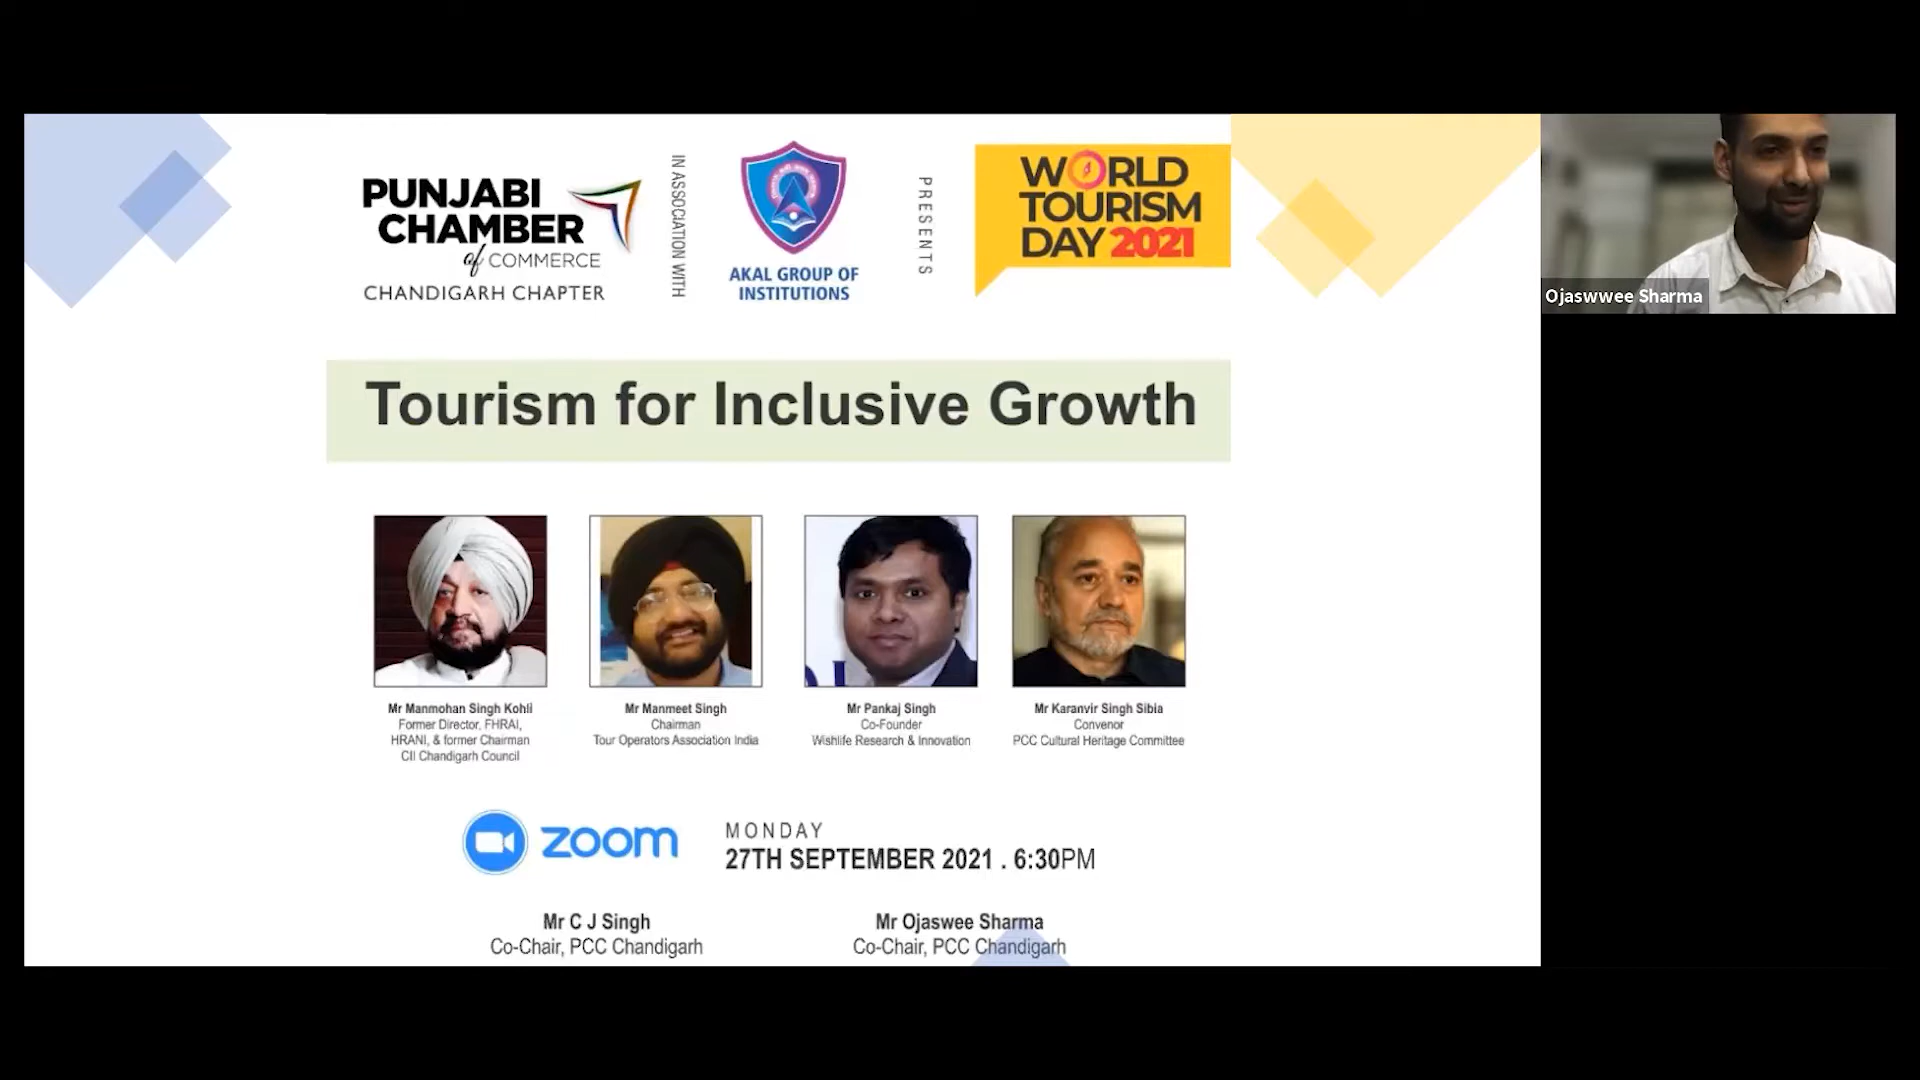 PUNJABI
CHAMBER
of COMMERCE
CHANDIGARH CHAPTER
IN ASSOCIATION WITH
AKAL GROUP OF
INSTITUTIONS
PRESENTS
WORLD
TOURISM
DAY 2021
Ojaswwee Sharma
Tourism for Inclusive Growth
Mr Manmohan Singh Kohli
Former Director, FHRAI,
HRANI, & former Chairman
CII Chandigarh Council
Mr Manmeet Singh
Chairman
Tour Operators Association India
Mr Pankaj Singh
Co-Founder
Wishlife Research & Innovation
Mr Karanvir Singh Sibia
Convenor
PCC Cultural Heritage Committee
zoom
MONDAY
27TH SEPTEMBER 2021 . 6:30PM
Mr C J Singh
Co-Chair, PCC Chandigarh
Mr Ojaswee Sharma
Co-Chair, PCC Chandigarh